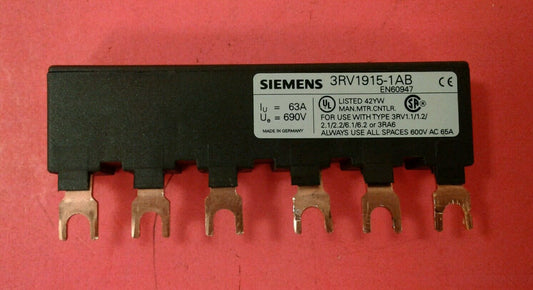 SIEMENS 3RV1915-1AB CE
EN60947
Iu = 63A
Ue = 690V
MADE IN GERMANY
UL LISTED 42YW
MAN.MTR.CNTLR.
FOR USE WITH TYPE 3RV1.1/1.2/
2.1/2.2/6.1/6.2 or 3RA6
ALWAYS USE ALL SPACES 600V AC 65A